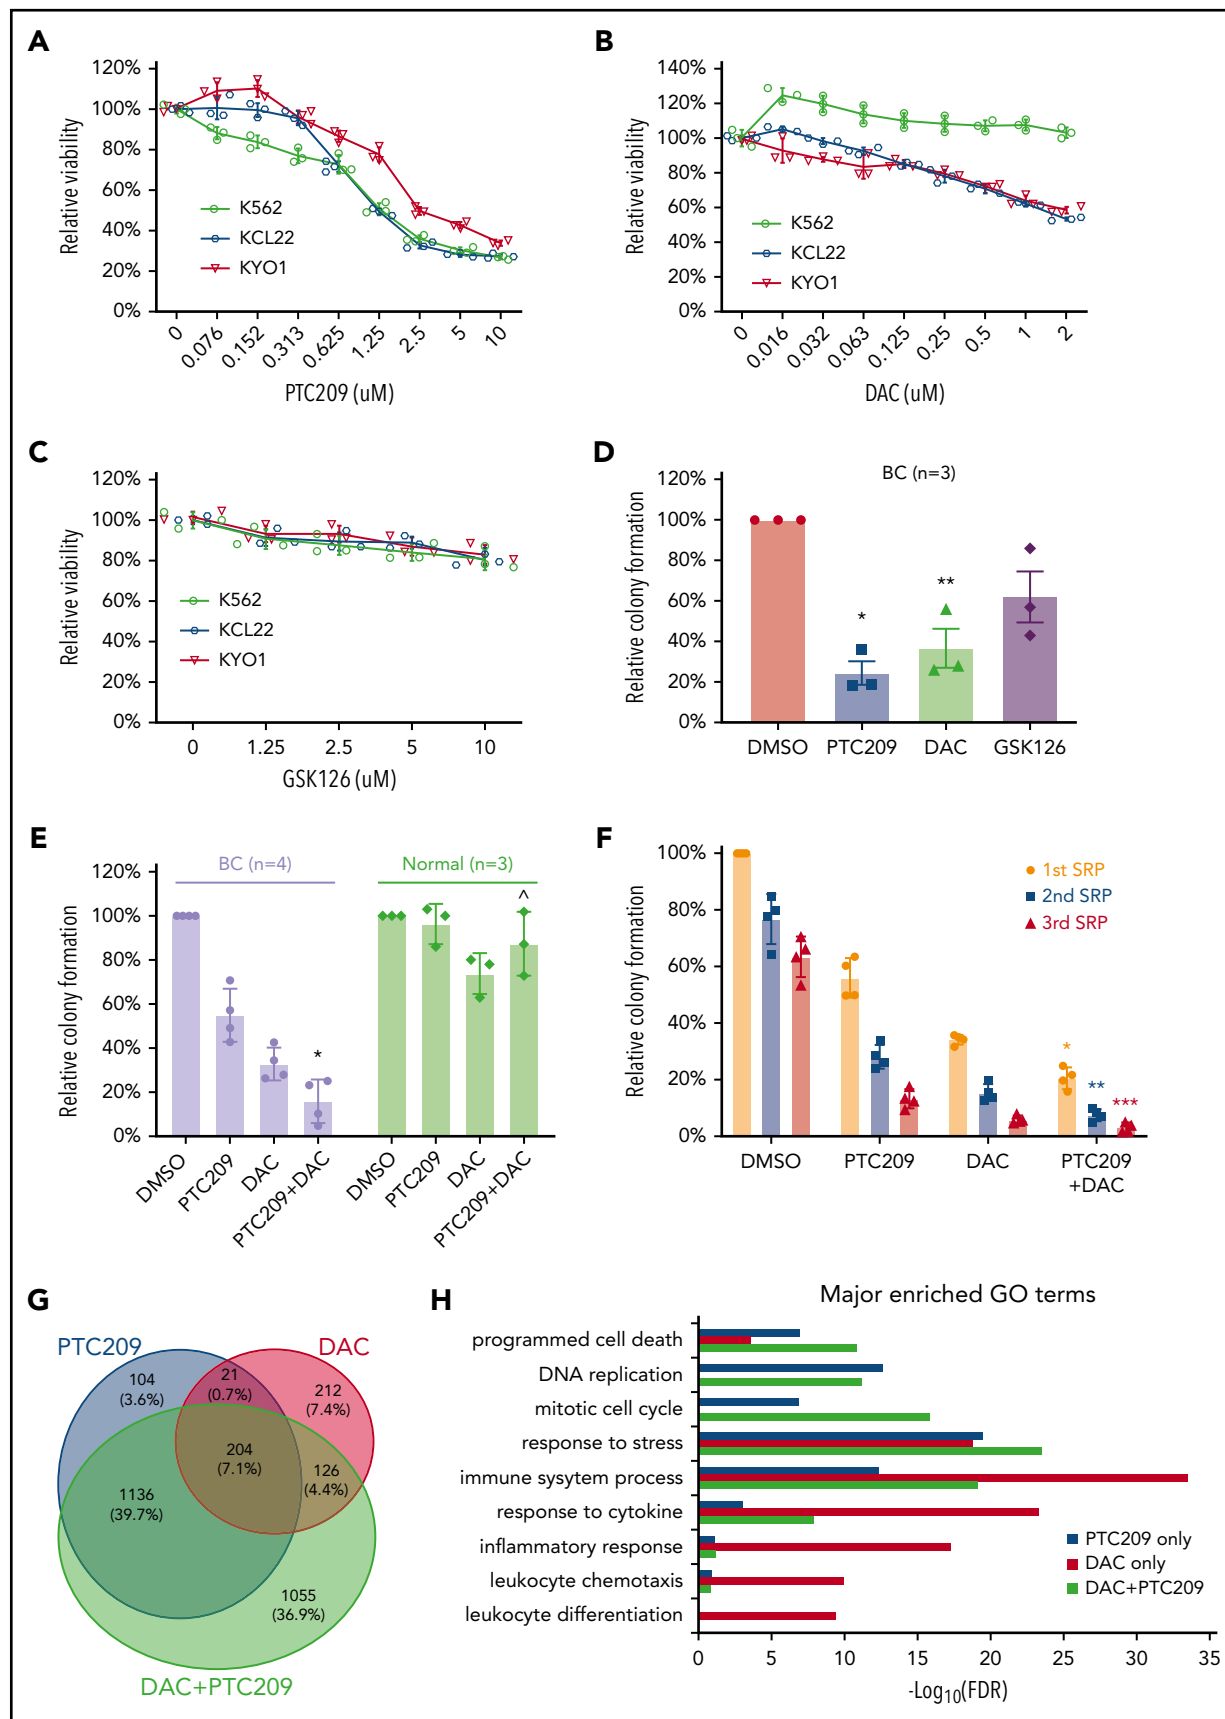 A
120%
100%
80%
60%
40%
20%
0%
Relative viability
K562
KCL22
KYO1
0
0.076
0.152
0.313
0.625
1.25
2.5
5
10
PTC209 (uM)
B
140%
120%
100%
80%
60%
40%
20%
0%
Relative viability
K562
KCL22
KYO1
0
0.016
0.032
0.063
0.125
0.25
0.5
1
2
DAC (uM)
C
120%
100%
80%
60%
40%
20%
0%
Relative viability
K562
KCL22
KYO1
0
1.25
2.5
5
10
GSK126 (uM)
D
BC (n=3)
120%
100%
80%
60%
40%
20%
0%
Relative colony formation
*
**
DMSO
PTC209
DAC
GSK126
E
BC (n=4)
Normal (n=3)
120%
100%
80%
60%
40%
20%
0%
Relative colony formation
*
^
DMSO
PTC209
DAC
PTC209+DAC
DMSO
PTC209
DAC
PTC209+DAC
F
100%
80%
60%
40%
20%
0%
Relative colony formation
1st SRP
2nd SRP
3rd SRP
*
**
***
DMSO
PTC209
DAC
PTC209
+DAC
G
PTC209
DAC
104
(3.6%)
21
(0.7%)
212
(7.4%)
204
(7.1%)
126
(4.4%)
1136
(39.7%)
1055
(36.9%)
DAC+PTC209
H
Major enriched GO terms
programmed cell death
DNA replication
mitotic cell cycle
response to stress
immune sysytem process
response to cytokine
inflammatory response
leukocyte chemotaxis
leukocyte differentiation
PTC209 only
DAC only
DAC+PTC209
0
5
10
15
20
25
30
35
-Log10(FDR)